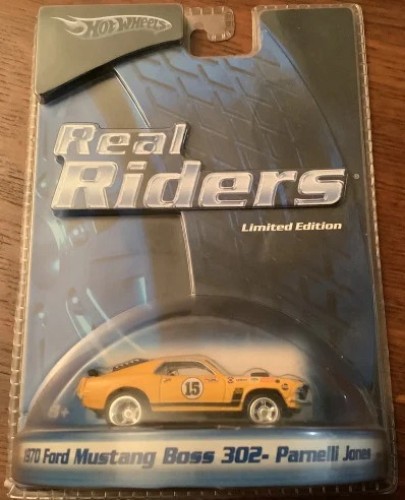 Hot Wheels
Real
Riders
Limited Edition
15
1970 Ford Mustang Boss 302- Parnelli Jones